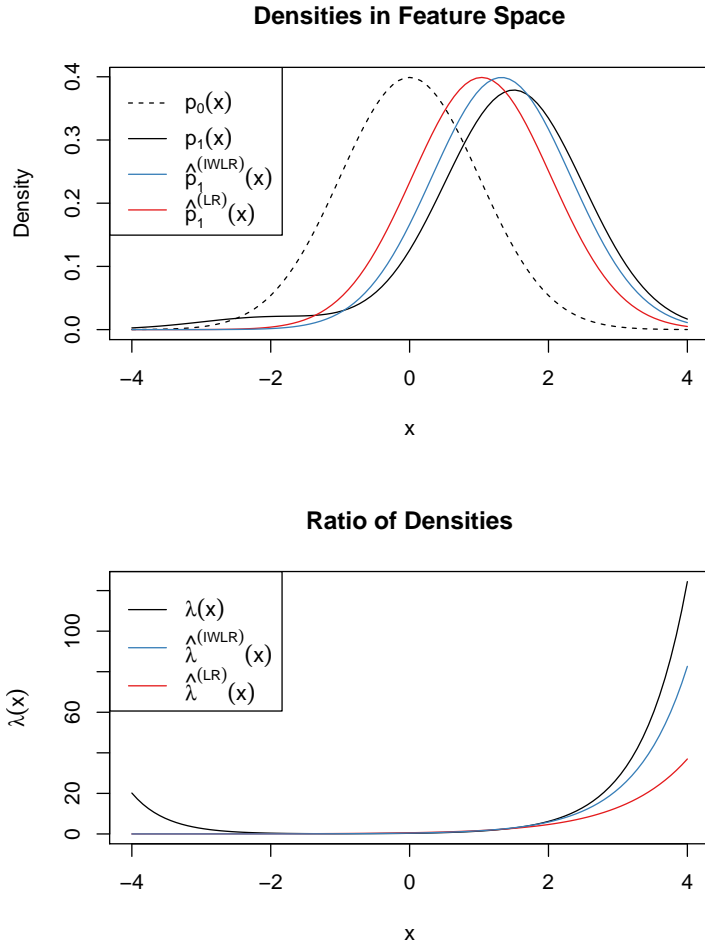 Densities in Feature Space
Density
0.4
0.3
0.2
0.1
0.0
p₀(x)
p₁(x)
p̂₁⁽ᴵᵂᴸᴿ⁾(x)
p̂₁⁽ᴸᴿ⁾(x)
−4 −2 0 2 4
x
Ratio of Densities
λ(x)
100
60
20
0
λ(x)
λ̂⁽ᴵᵂᴸᴿ⁾(x)
λ̂⁽ᴸᴿ⁾(x)
−4 −2 0 2 4
x